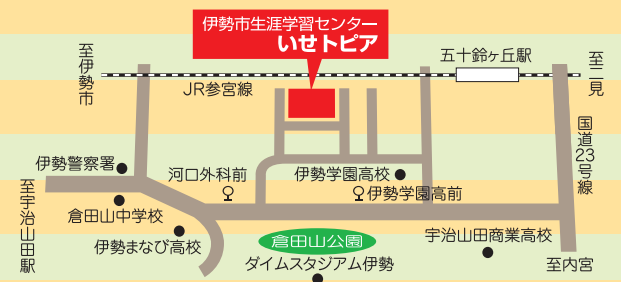 伊勢市生涯学習センター
いせトピア
至伊勢市
JR参宮線
五十鈴ヶ丘駅
至二見
国道23号線
伊勢警察署
河口外科前
伊勢学園高校
伊勢学園高前
至宇治山田駅
倉田山中学校
伊勢まなび高校
倉田山公園
宇治山田商業高校
ダイムスタジアム伊勢
至内宮